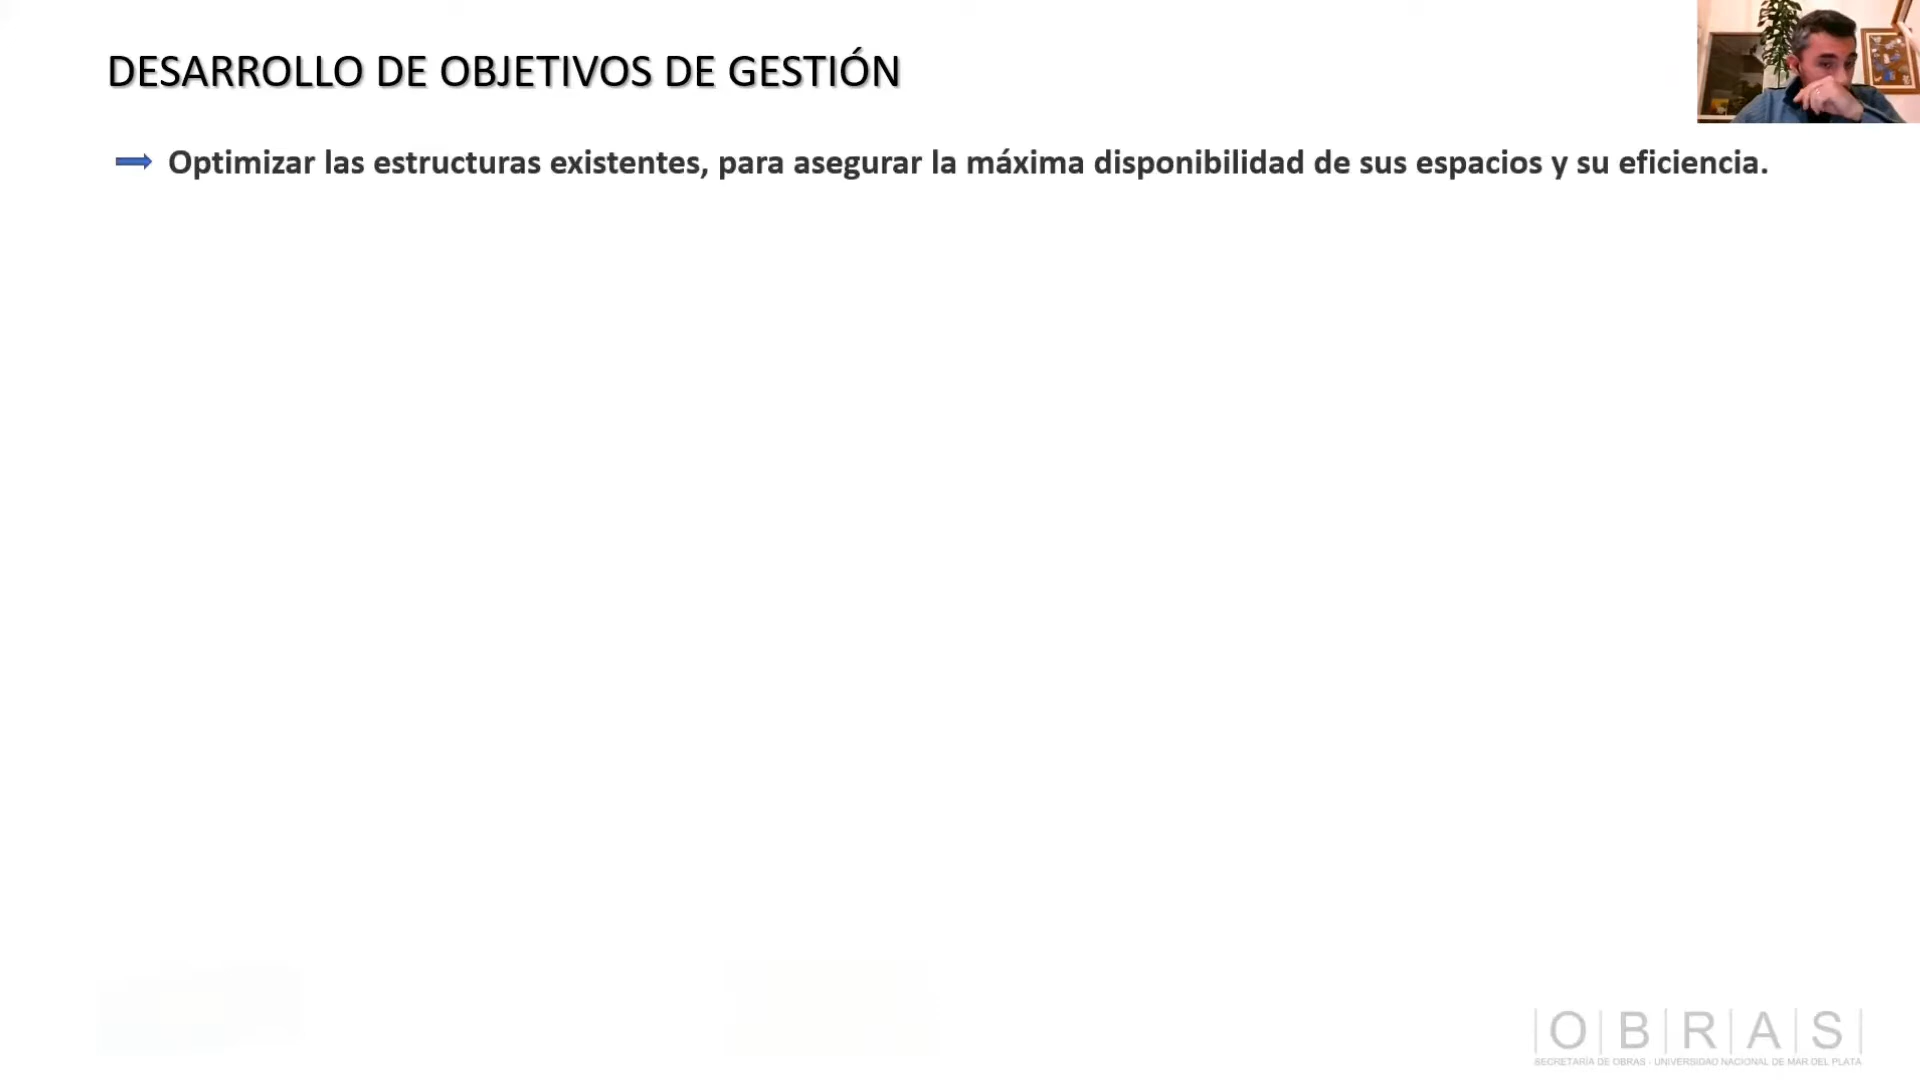 DESARROLLO DE OBJETIVOS DE GESTIÓN
Optimizar las estructuras existentes, para asegurar la máxima disponibilidad de sus espacios y su eficiencia.
|O|B|R|A|S|
SECRETARÍA DE OBRAS - UNIVERSIDAD NACIONAL DE MAR DEL PLATA